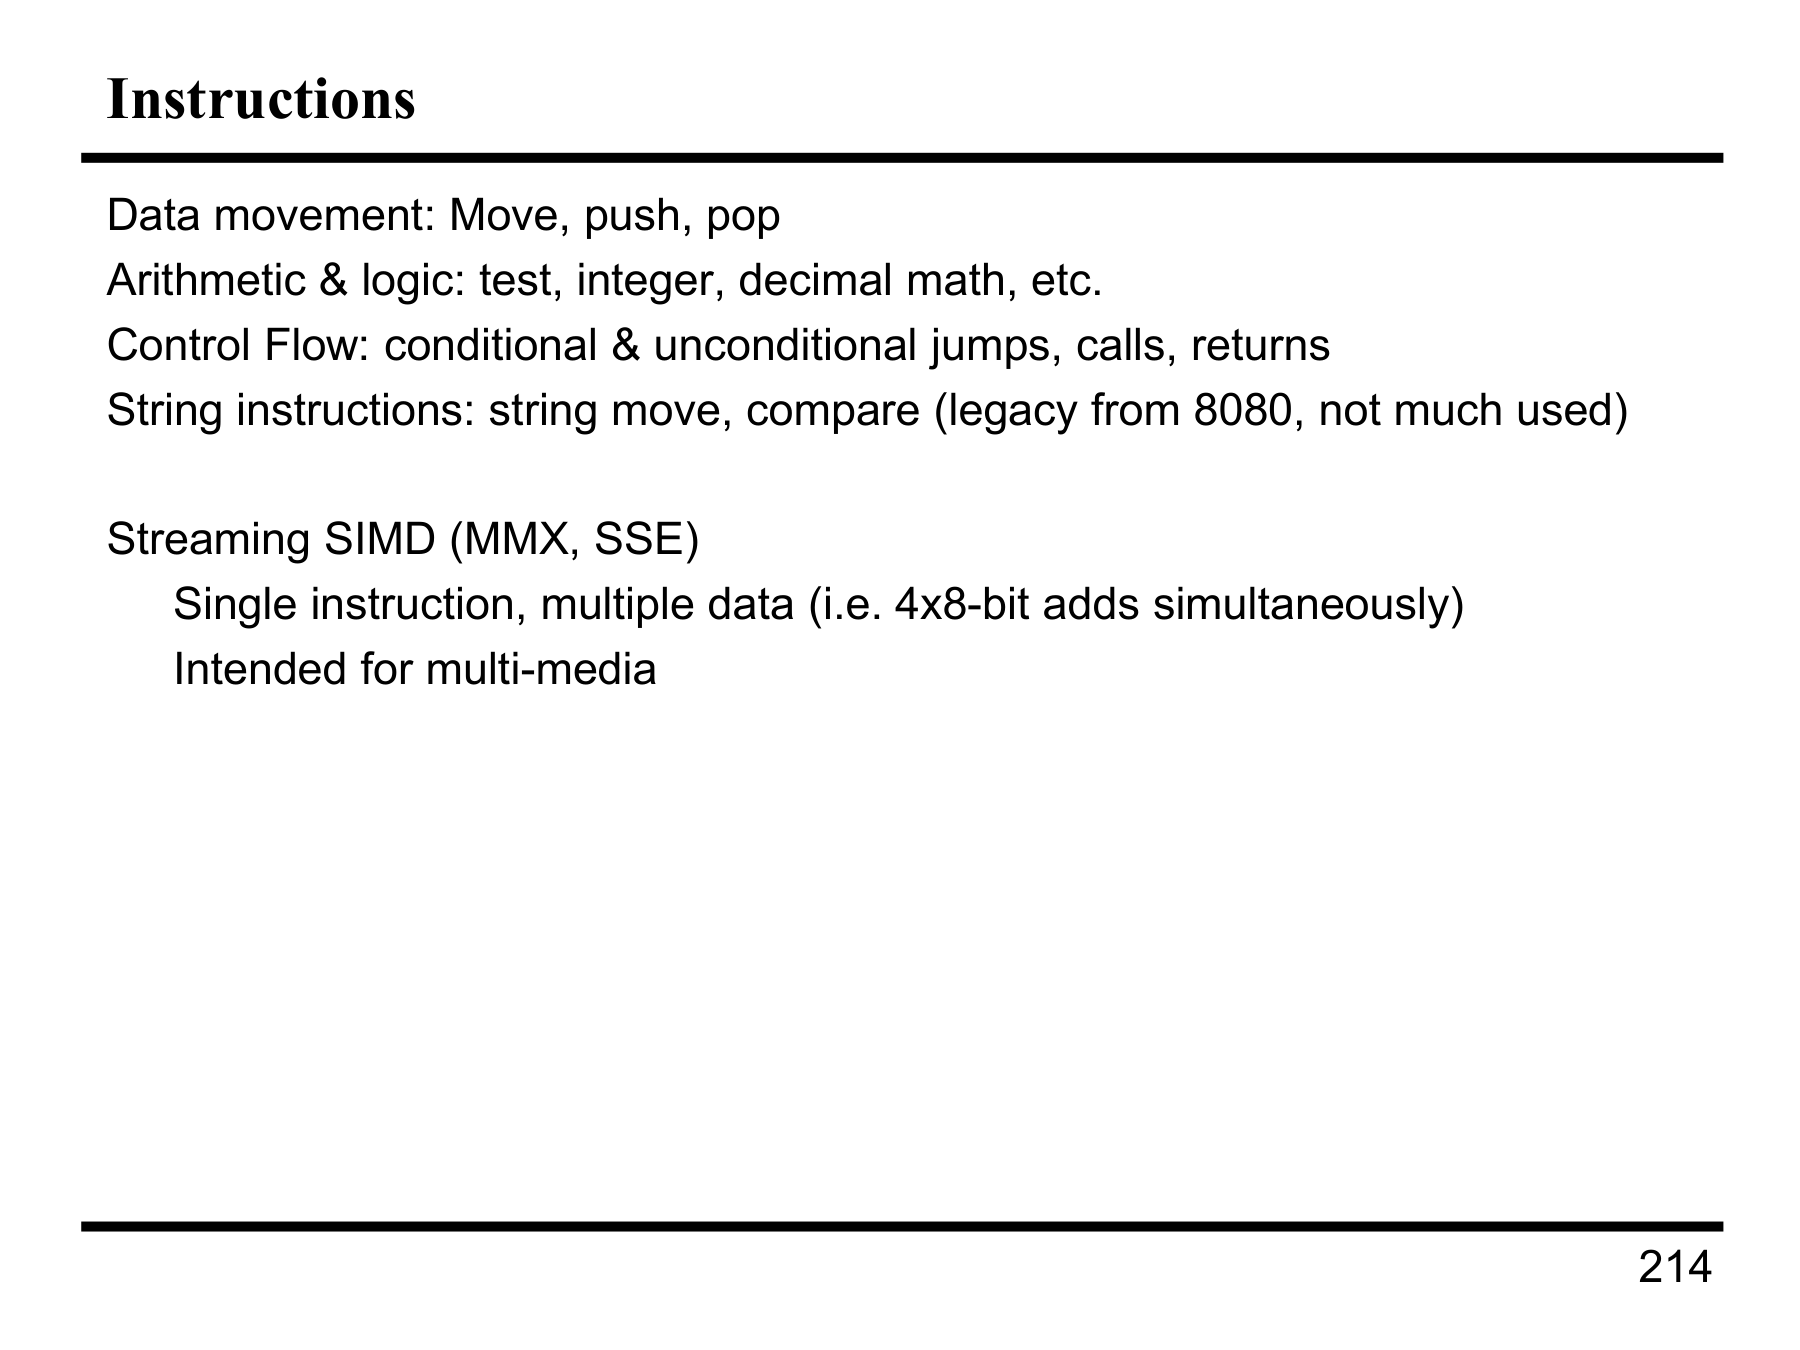 Instructions
Data movement: Move, push, pop
Arithmetic & logic: test, integer, decimal math, etc.
Control Flow: conditional & unconditional jumps, calls, returns
String instructions: string move, compare (legacy from 8080, not much used)
Streaming SIMD (MMX, SSE)
Single instruction, multiple data (i.e. 4x8-bit adds simultaneously)
Intended for multi-media
214